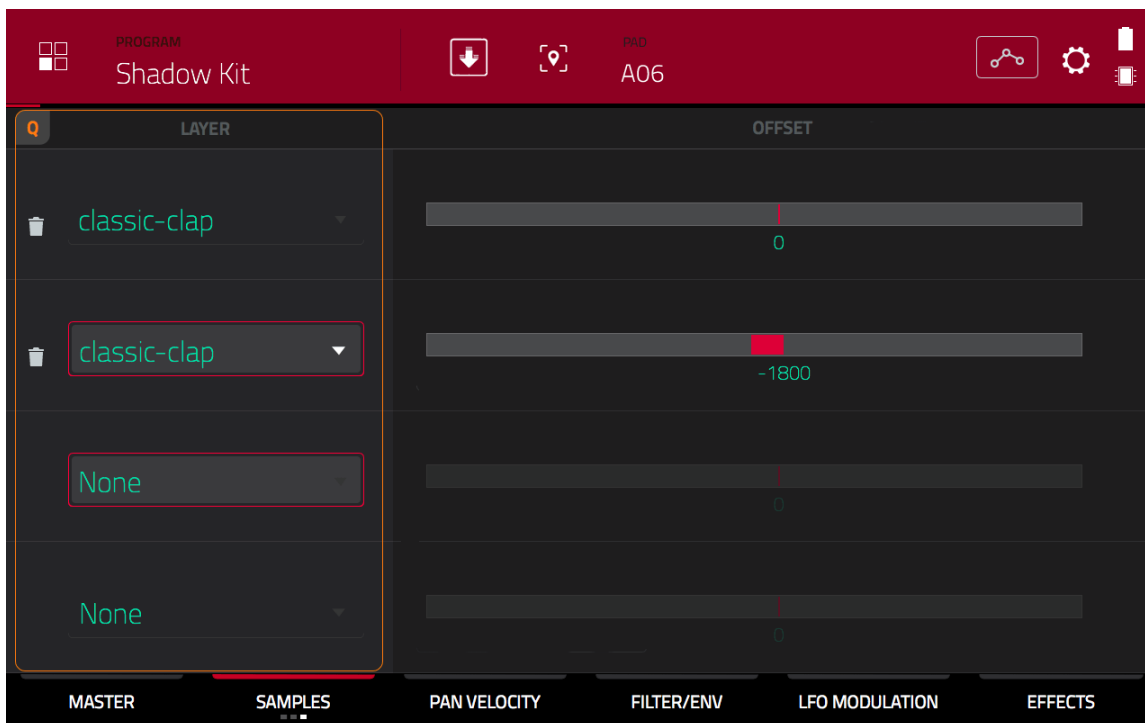 PROGRAM
Shadow Kit
PAD
A06
Q
LAYER
OFFSET
classic-clap
0
classic-clap
-1800
None
0
None
0
MASTER
SAMPLES
PAN VELOCITY
FILTER/ENV
LFO MODULATION
EFFECTS